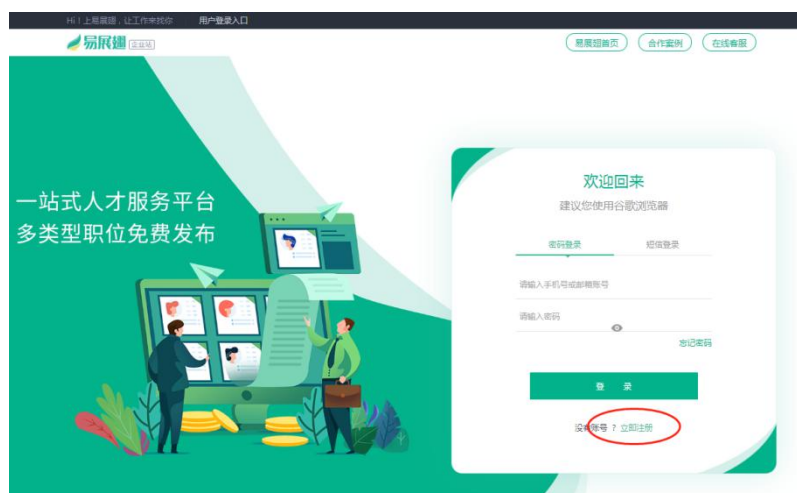 Hi！上易展翅，让工作来找你 用户登录入口
易展翅 企业站
易展翅首页 合作案例 在线客服
一站式人才服务平台
多类型职位免费发布
欢迎回来
建议您使用谷歌浏览器
密码登录 短信登录
请输入手机号或邮箱账号
请输入密码
忘记密码
登 录
没有账号？立即注册